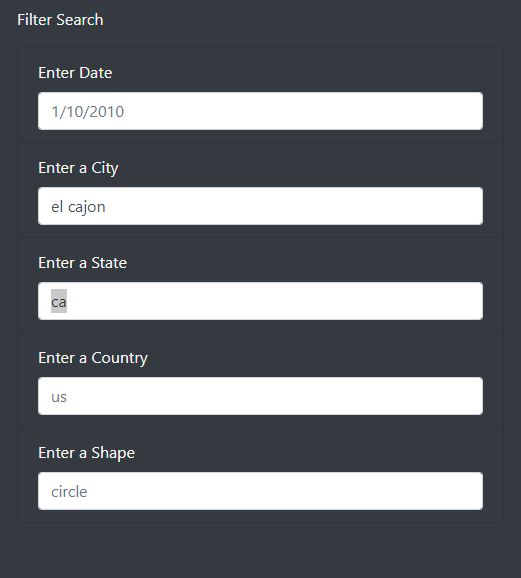 Filter Search
Enter Date
1/10/2010
Enter a City
el cajon
Enter a State
ca
Enter a Country
us
Enter a Shape
circle